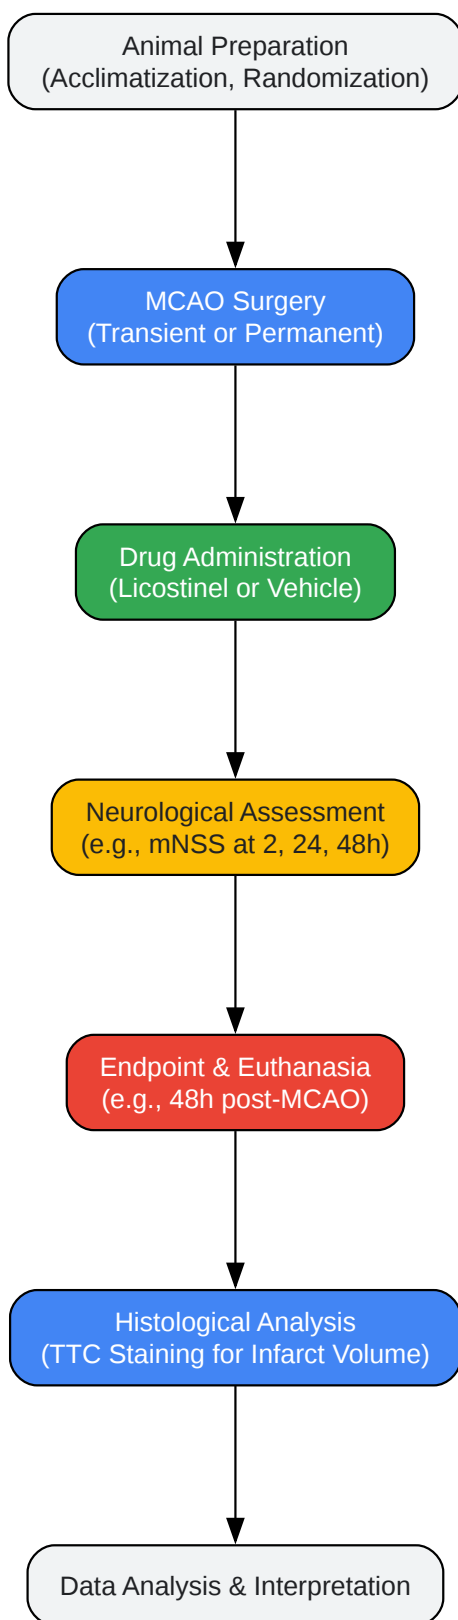 Animal Preparation
(Acclimatization, Randomization)
MCAO Surgery
(Transient or Permanent)
Drug Administration
(Licostinel or Vehicle)
Neurological Assessment
(e.g., mNSS at 2, 24, 48h)
Endpoint & Euthanasia
(e.g., 48h post-MCAO)
Histological Analysis
(TTC Staining for Infarct Volume)
Data Analysis & Interpretation